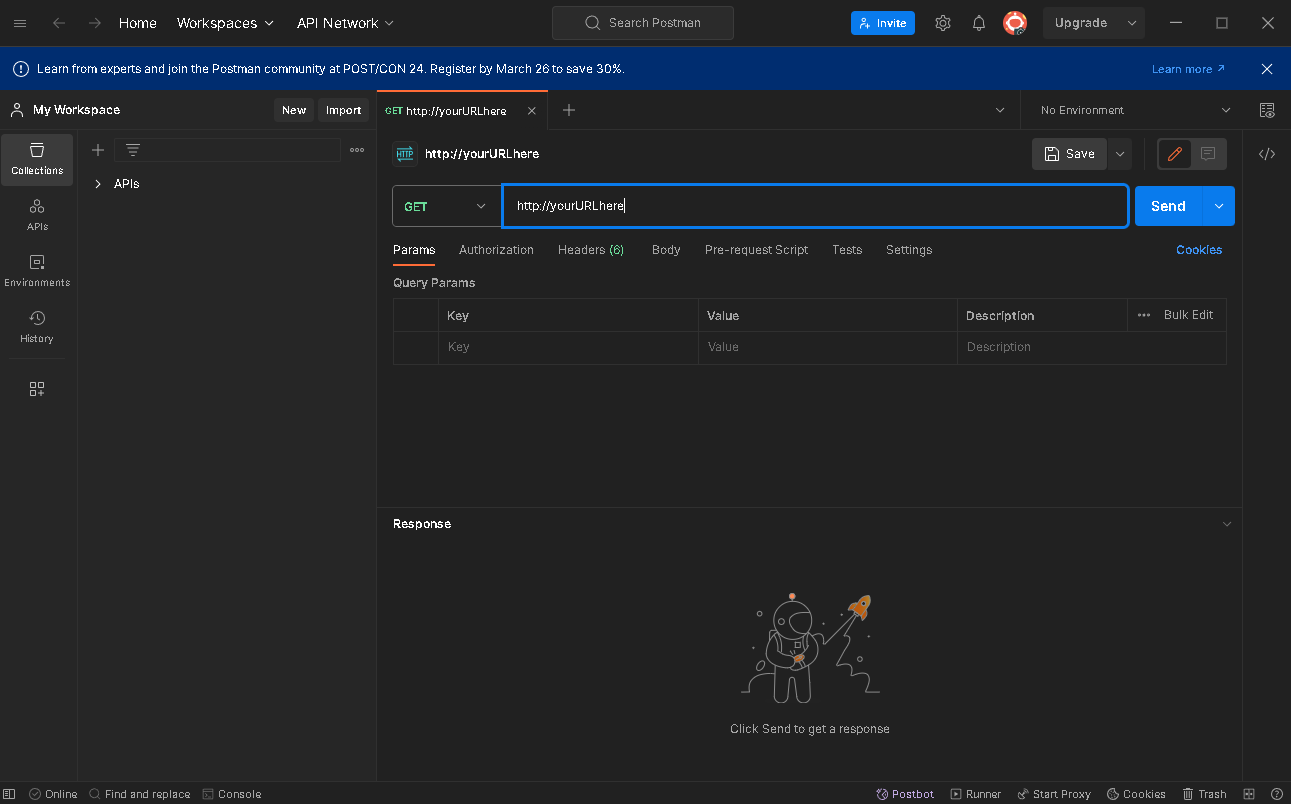 Home Workspaces API Network Search Postman Invite Upgrade
Learn from experts and join the Postman community at POST/CON 24. Register by March 26 to save 30%. Learn more
My Workspace New Import GET http://yourURLhere No Environment
Collections
APIs
Environments
History
APIs
HTTP http://yourURLhere Save
GET http://yourURLhere Send
Params Authorization Headers (6) Body Pre-request Script Tests Settings Cookies
Query Params
Key Value Description Bulk Edit
Key Value Description
Response
Click Send to get a response
Online Find and replace Console Postbot Runner Start Proxy Cookies Trash